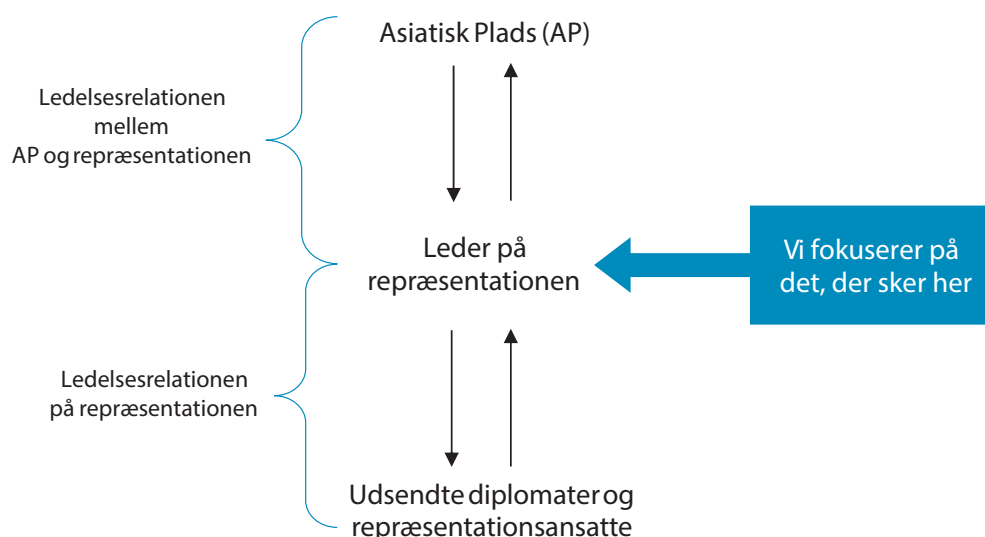 Asiatisk Plads (AP)
Ledelsesrelationen
mellem
AP og repræsentationen
Leder på
repræsentationen
Vi fokuserer på
det, der sker her
Ledelsesrelationen
på repræsentationen
Udsendte diplomater og
repræsentationsansatte